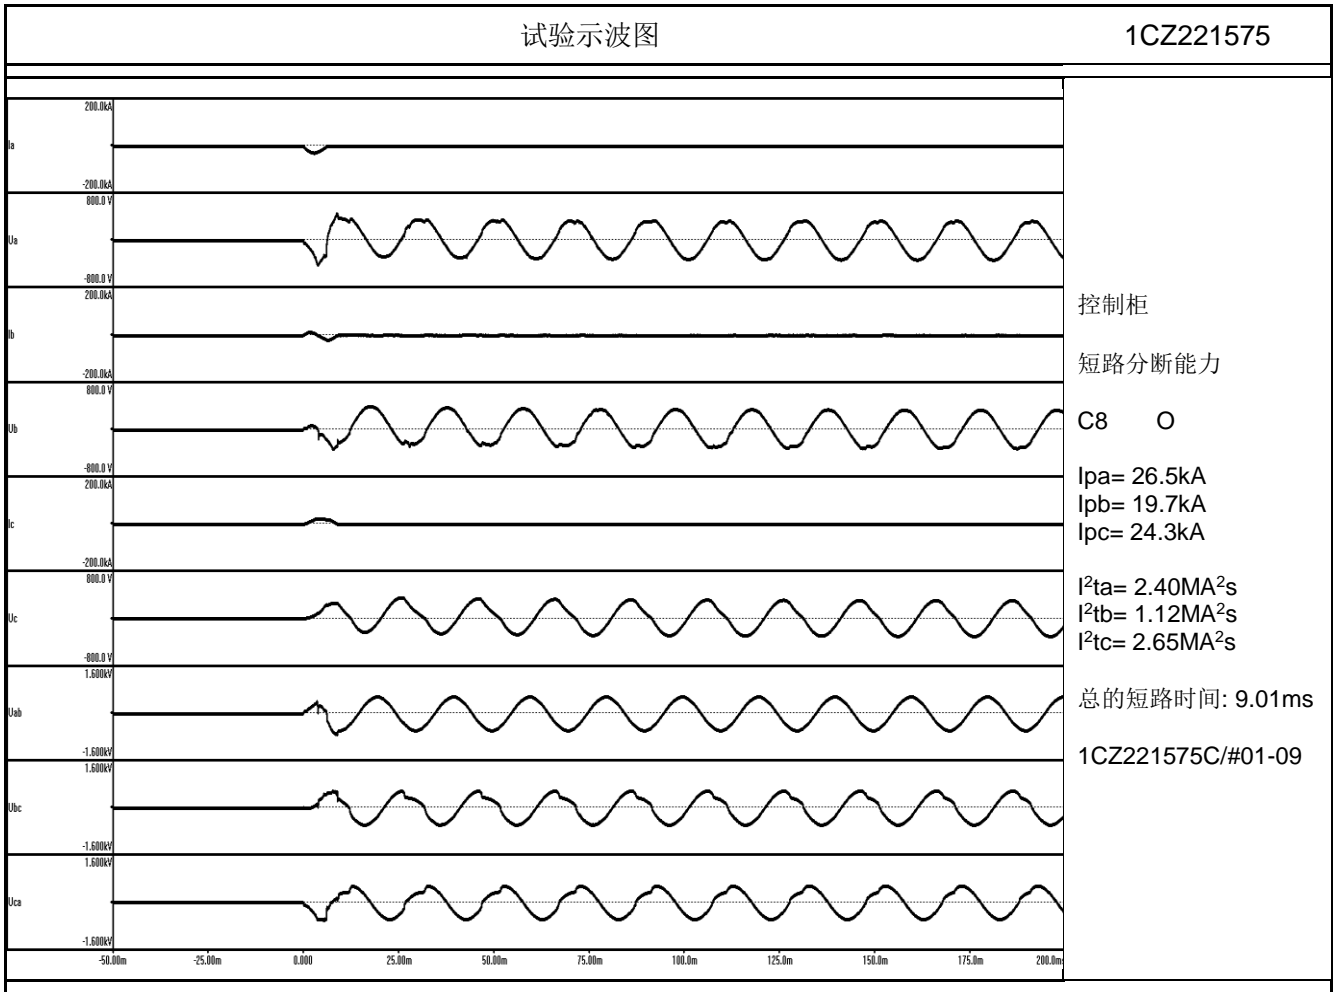 试验示波图
1CZ221575
200.0kA
Ia
-200.0kA
800.0 V
Ua
-800.0 V
200.0kA
Ib
-200.0kA
800.0 V
Ub
-800.0 V
200.0kA
Ic
-200.0kA
800.0 V
Uc
-800.0 V
1.600kV
Uab
-1.600kV
1.600kV
Ubc
-1.600kV
1.600kV
Uca
-1.600kV
-50.00m -25.00m 0.000 25.00m 50.00m 75.00m 100.0m 125.0m 150.0m 175.0m 200.0ms
控制柜
短路分断能力
C8 O
Ipa= 26.5kA
Ipb= 19.7kA
Ipc= 24.3kA
I²ta= 2.40MA²s
I²tb= 1.12MA²s
I²tc= 2.65MA²s
总的短路时间: 9.01ms
1CZ221575C/#01-09